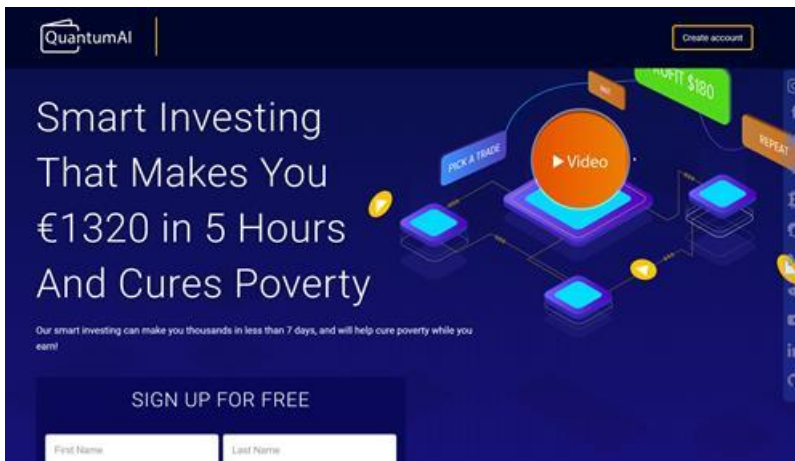 QuantumAI
Create account
Smart Investing
That Makes You
€1320 in 5 Hours
And Cures Poverty
Our smart investing can make you thousands in less than 7 days, and will help cure poverty while you
earn!
PICK A TRADE
PROFIT $180
REPEAT
Video
SIGN UP FOR FREE
First Name
Last Name